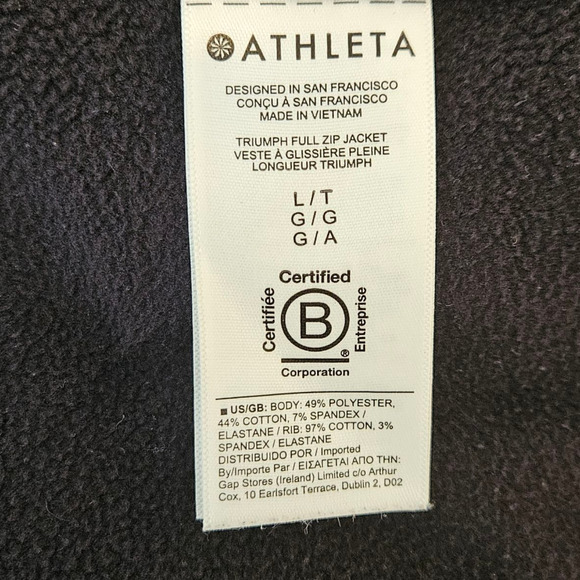 ATHLETA
DESIGNED IN SAN FRANCISCO
CONÇU À SAN FRANCISCO
MADE IN VIETNAM
TRIUMPH FULL ZIP JACKET
VESTE À GLISSIÈRE PLEINE
LONGUEUR TRIUMPH
L / T
G / G
G / A
Certified
Certifiée
B
Entreprise
®
Corporation
US/GB: BODY: 49% POLYESTER,
44% COTTON, 7% SPANDEX /
ELASTANE / RIB: 97% COTTON, 3%
SPANDEX / ELASTANE
DISTRIBUIDO POR / Imported
By/Importe Par / ΕΙΣΑΓΕΤΑΙ ΑΠΟ ΤΗΝ:
Gap Stores (Ireland) Limited c/o Arthur
Cox, 10 Earlsfort Terrace, Dublin 2, D02